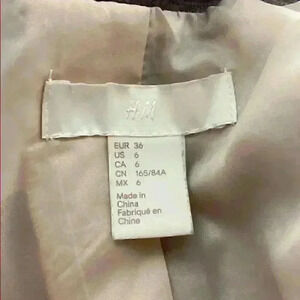 H&M
EUR 36
US 6
CA 6
CN 165/84A
MX 6
Made in
China
Fabriqué en
Chine